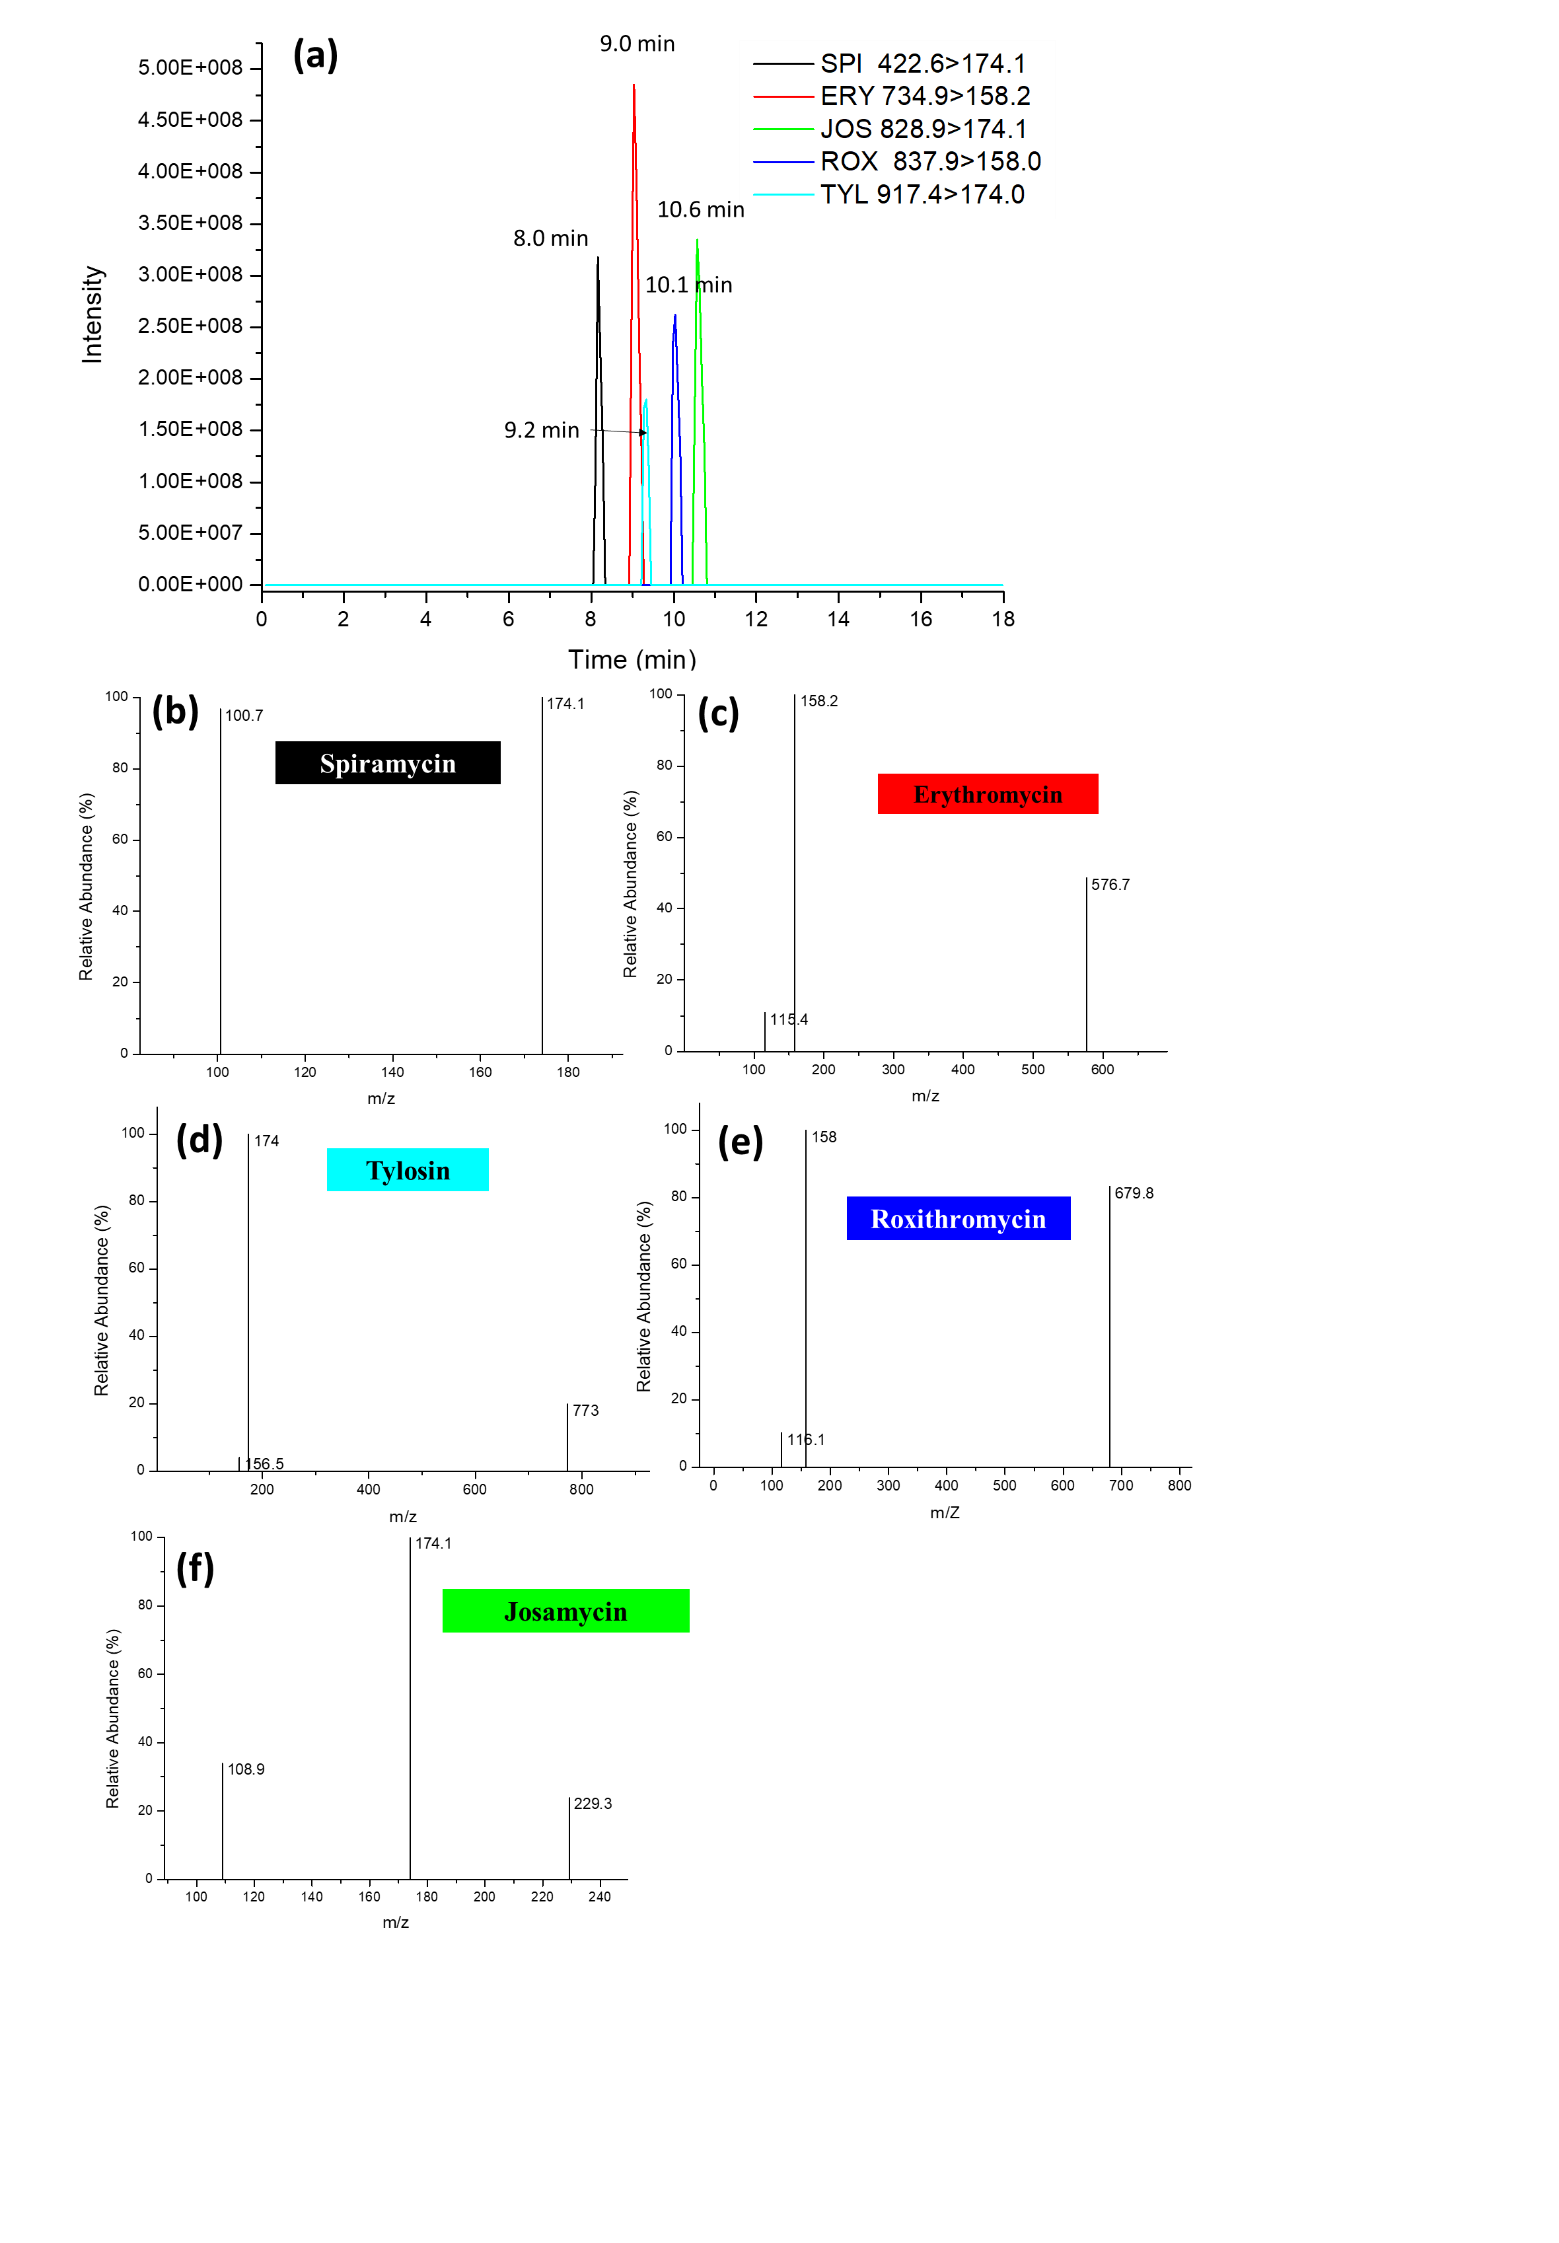 (a)
9.0 min
SPI 422.6>174.1
ERY 734.9>158.2
JOS 828.9>174.1
ROX 837.9>158.0
TYL 917.4>174.0
10.6 min
8.0 min
10.1 min
9.2 min
5.00E+008
4.50E+008
4.00E+008
3.50E+008
3.00E+008
2.50E+008
2.00E+008
1.50E+008
1.00E+008
5.00E+007
0.00E+000
Intensity
0 2 4 6 8 10 12 14 16 18
Time (min)
(b)
100.7
174.1
Spiramycin
100
80
60
40
20
0
Relative Abundance (%)
100 120 140 160 180
m/z
(c)
158.2
Erythromycin
576.7
115.4
100
80
60
40
20
0
Relative Abundance (%)
100 200 300 400 500 600
m/z
(d)
174
Tylosin
773
156.5
100
80
60
40
20
0
Relative Abundance (%)
200 400 600 800
m/z
(e)
158
679.8
Roxithromycin
116.1
100
80
60
40
20
0
Relative Abundance (%)
0 100 200 300 400 500 600 700 800
m/Z
(f)
174.1
Josamycin
108.9
229.3
100
80
60
40
20
0
Relative Abundance (%)
100 120 140 160 180 200 220 240
m/z